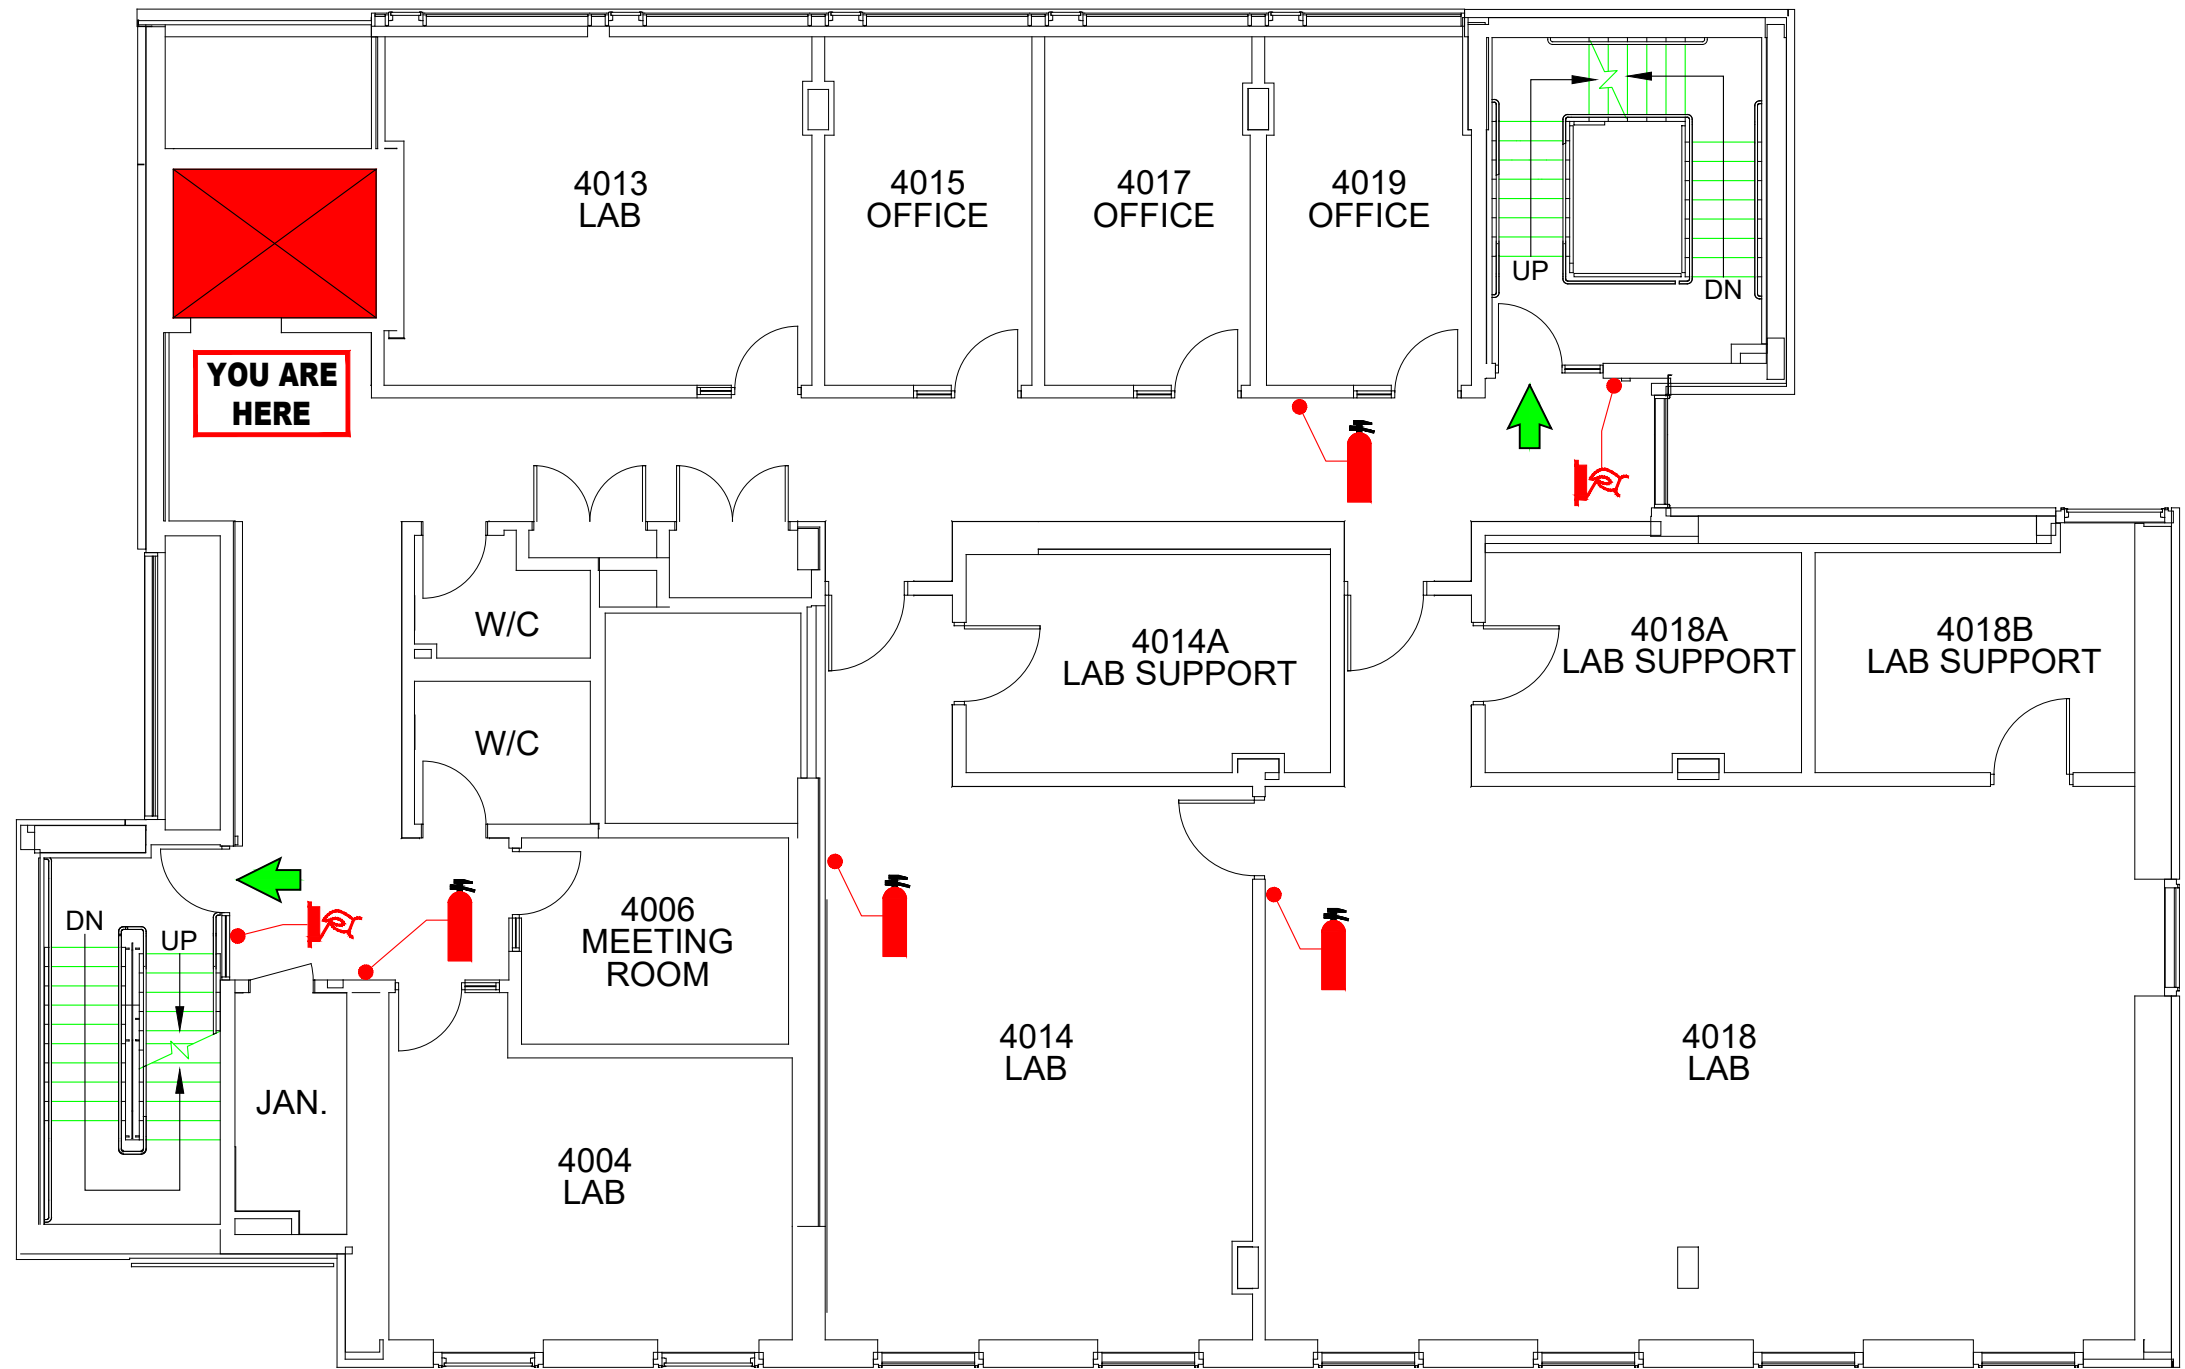 4013
LAB
4015
OFFICE
4017
OFFICE
4019
OFFICE
UP
DN
YOU ARE
HERE
W/C
4014A
LAB SUPPORT
4018A
LAB SUPPORT
4018B
LAB SUPPORT
W/C
DN
UP
4006
MEETING
ROOM
4014
LAB
4018
LAB
JAN.
4004
LAB